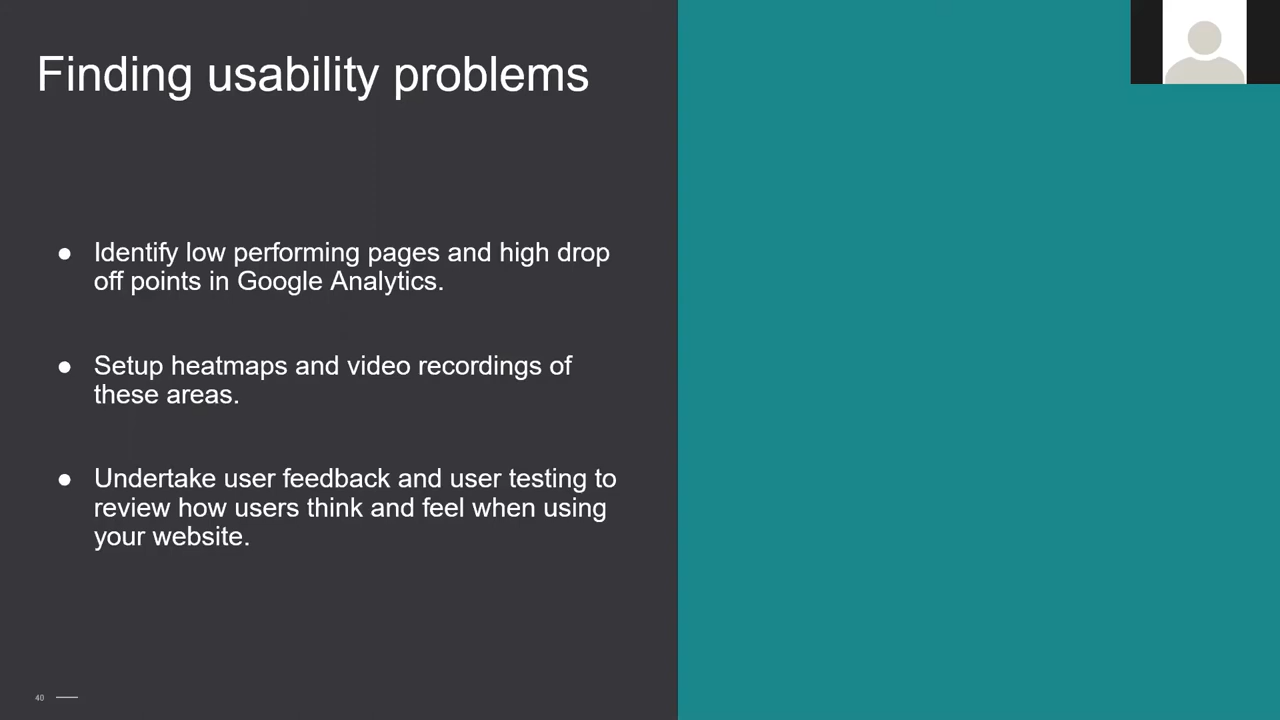 Finding usability problems
● Identify low performing pages and high drop
off points in Google Analytics.
● Setup heatmaps and video recordings of
these areas.
● Undertake user feedback and user testing to
review how users think and feel when using
your website.
40